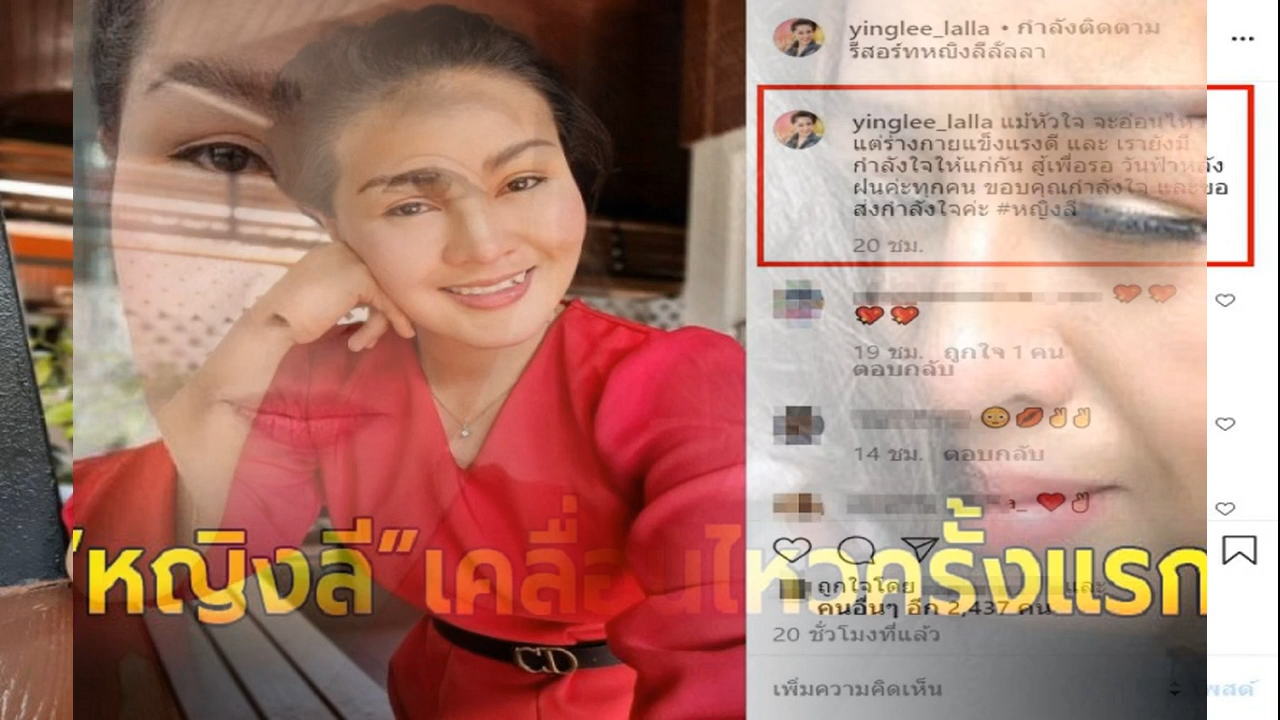 yinglee_lalla • กำลังติดตาม
รีสอร์ทหญิงลีลัลลา
yinglee_lalla แม้หัวใจ จะอ่อนไหว
แต่ร่างกายแข็งแรงดี และ เรายังมี
กำลังใจให้แก่กัน สู้เพื่อรอ วันฟ้าหลัง
ฝนค่ะทุกคน ขอบคุณกำลังใจ และขอ
ส่งกำลังใจค่ะ #หญิงลี
20 ชม.
19 ชม. ถูกใจ 1 คน
ตอบกลับ
14 ชม. ตอบกลับ
"หญิงลี" เคลื่อนไหวครั้งแรก
ถูกใจโดย และ
คนอื่นๆ อีก 2,437 คน
20 ชั่วโมงที่แล้ว
เพิ่มความคิดเห็น โพสต์
CD